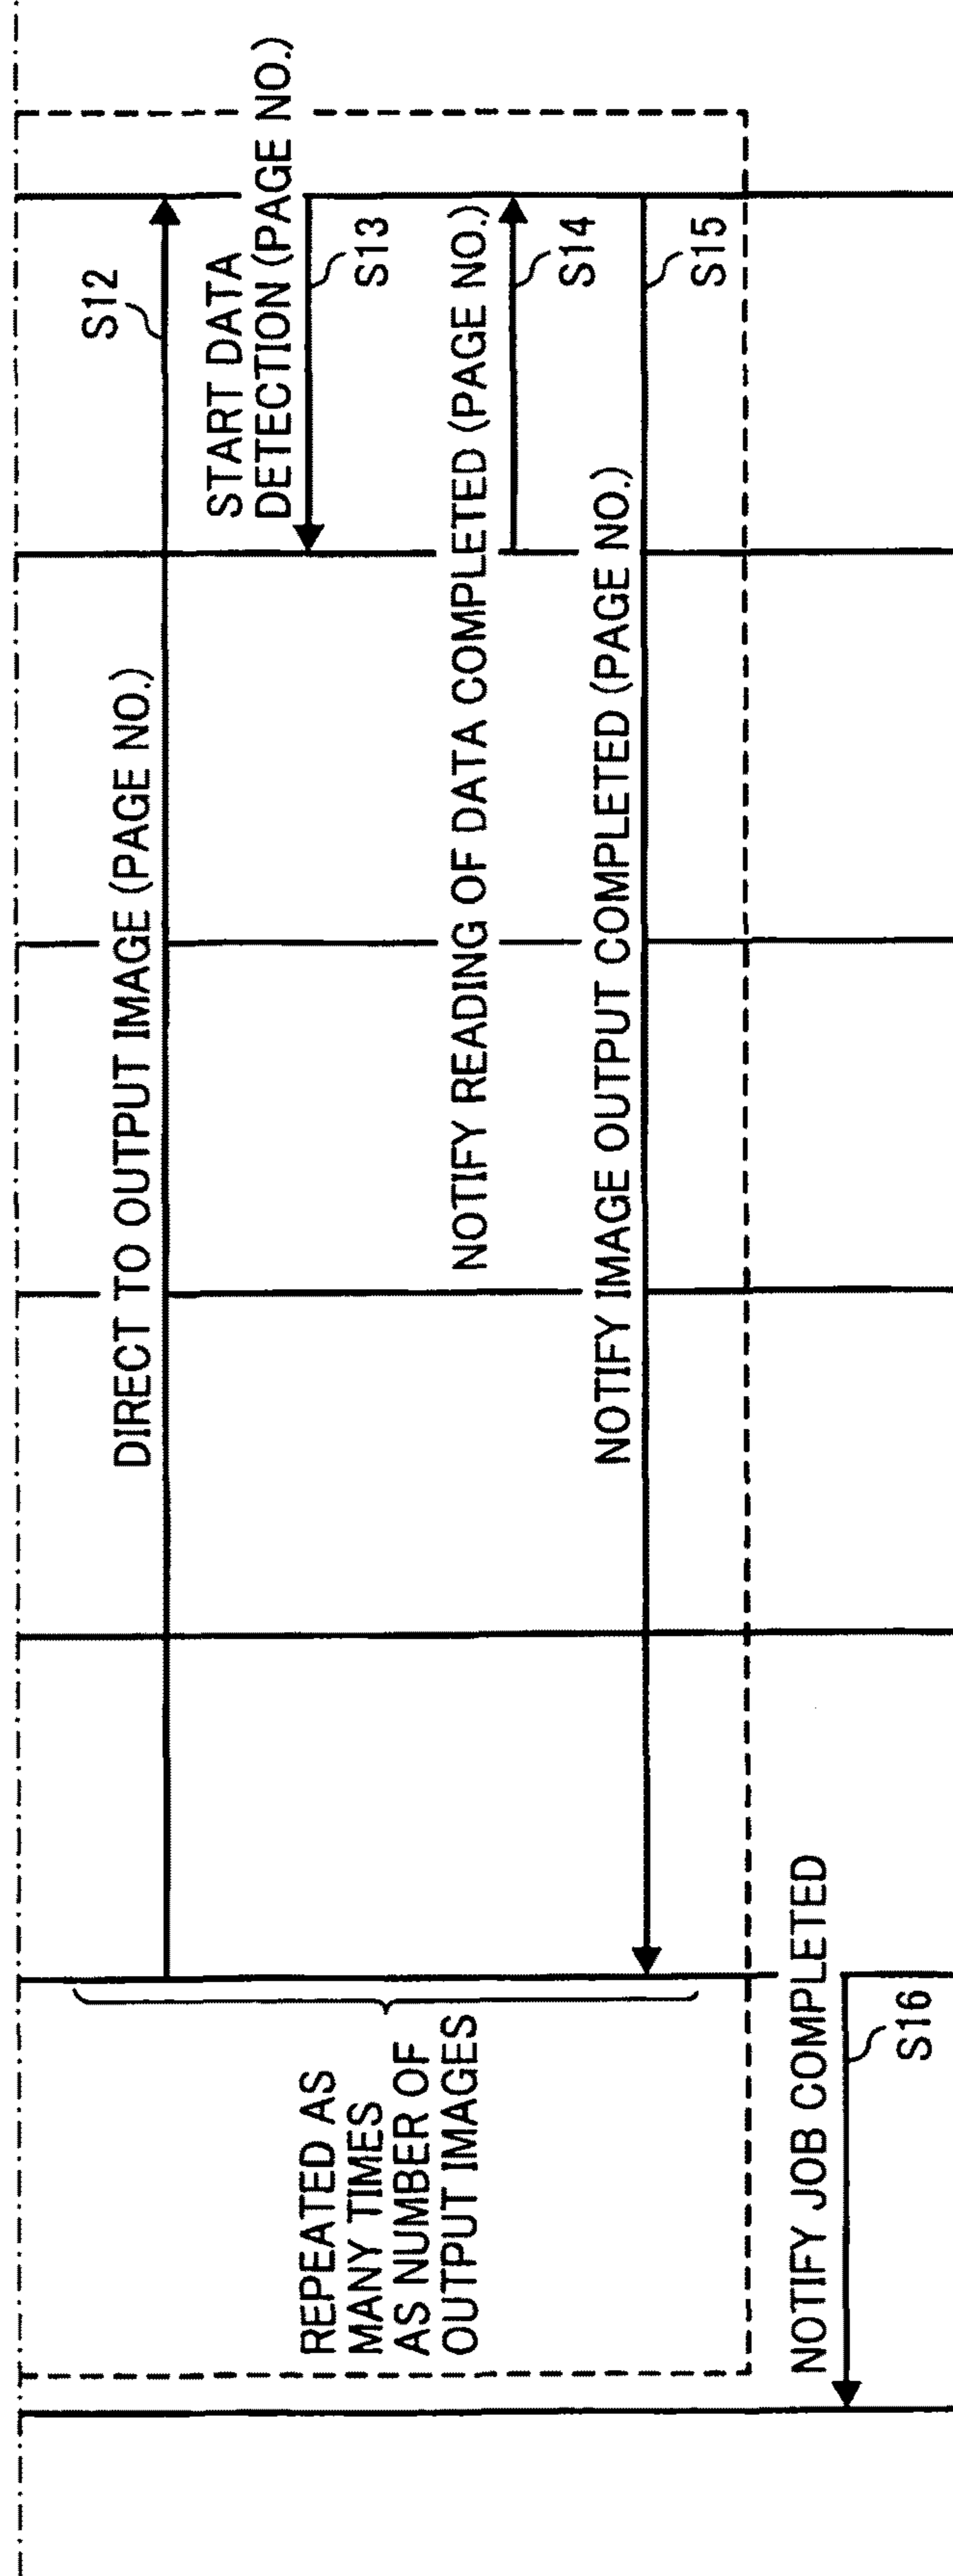 DIRECT TO OUTPUT IMAGE (PAGE NO.)
S12
START DATA
DETECTION (PAGE NO.)
S13
NOTIFY READING OF DATA COMPLETED (PAGE NO.)
S14
NOTIFY IMAGE OUTPUT COMPLETED (PAGE NO.)
S15
REPEATED AS
MANY TIMES
AS NUMBER OF
OUTPUT IMAGES
NOTIFY JOB COMPLETED
S16